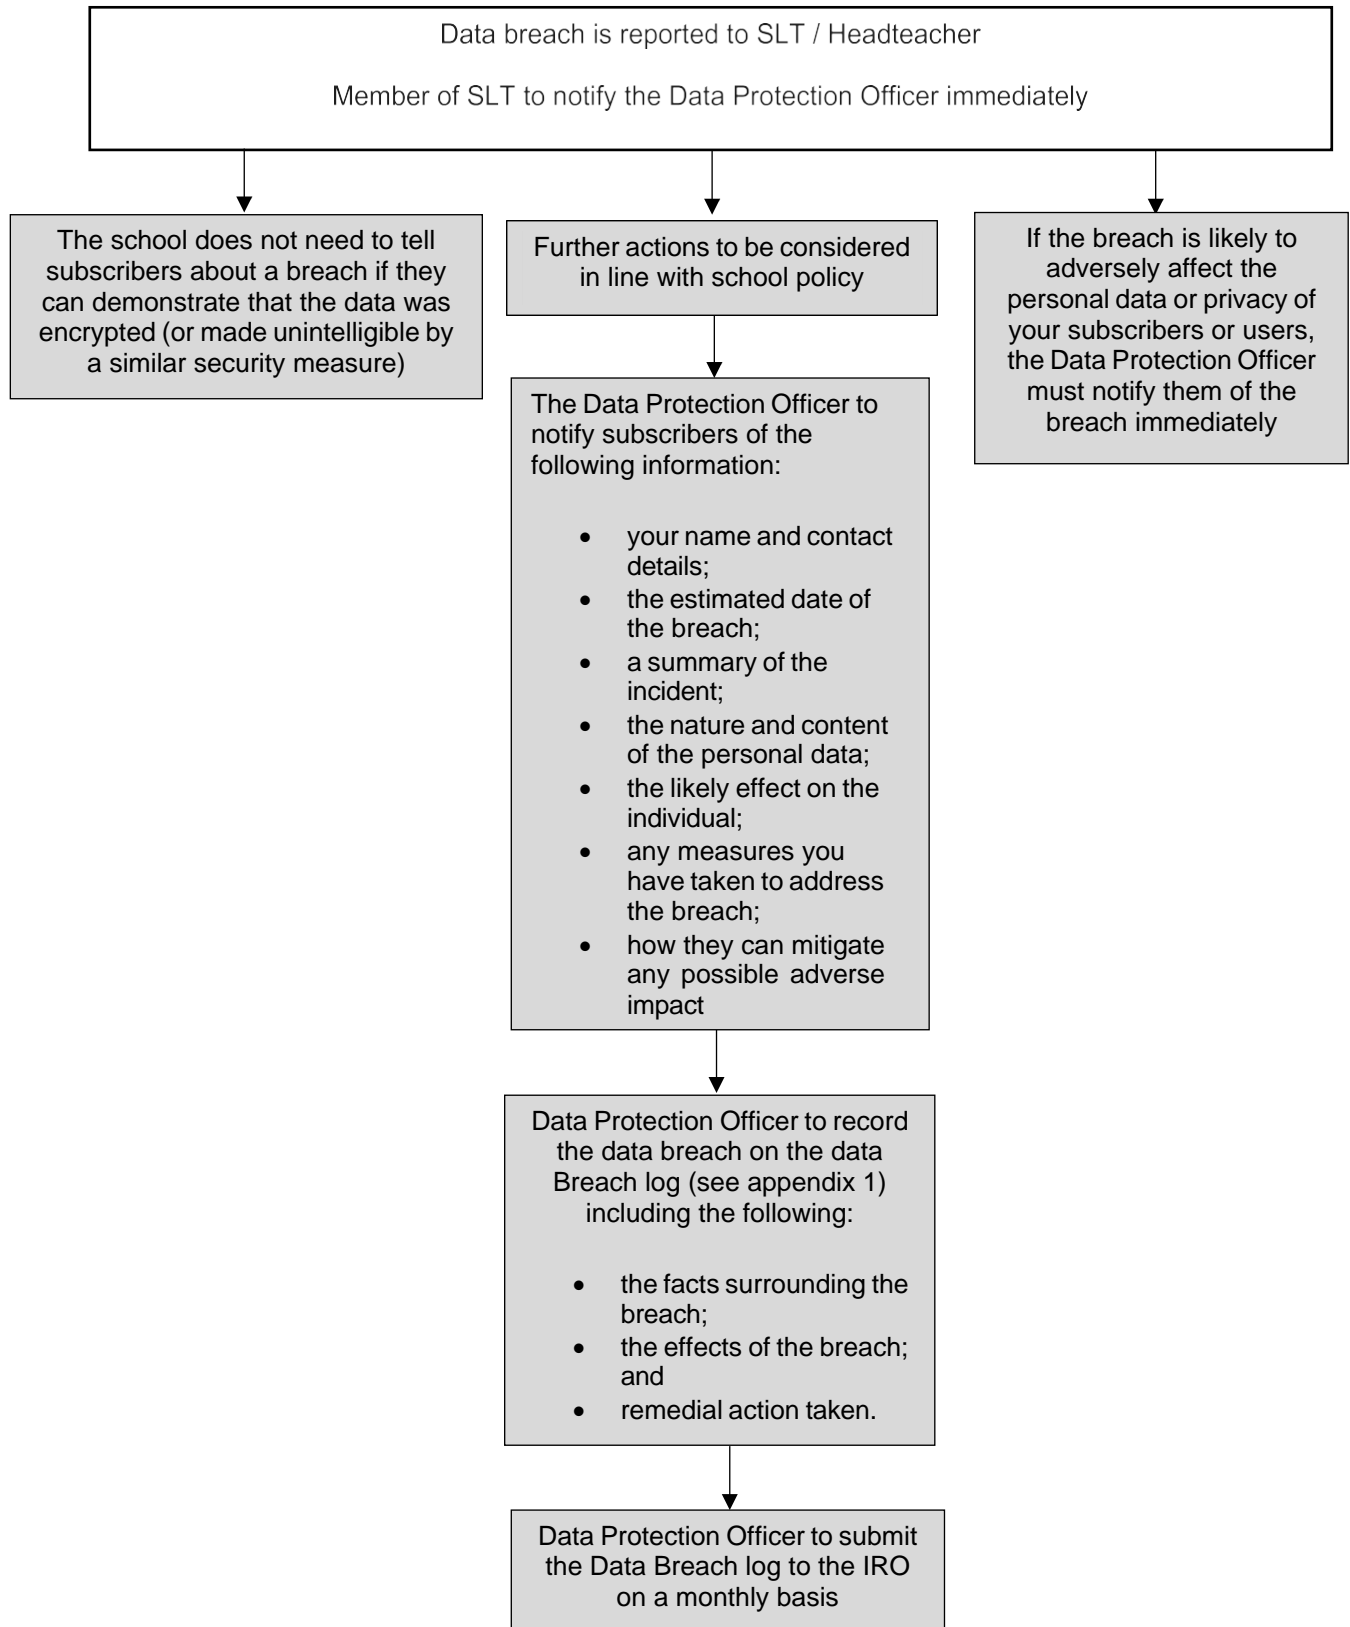 Data breach is reported to SLT / Headteacher
Member of SLT to notify the Data Protection Officer immediately
The school does not need to tell
subscribers about a breach if they
can demonstrate that the data was
encrypted (or made unintelligible by
a similar security measure)
Further actions to be considered
in line with school policy
If the breach is likely to
adversely affect the
personal data or privacy of
your subscribers or users,
the Data Protection Officer
must notify them of the
breach immediately
The Data Protection Officer to
notify subscribers of the
following information:
• your name and contact
details;
• the estimated date of
the breach;
• a summary of the
incident;
• the nature and content
of the personal data;
• the likely effect on the
individual;
• any measures you
have taken to address
the breach;
• how they can mitigate
any possible adverse
impact
Data Protection Officer to record
the data breach on the data
Breach log (see appendix 1)
including the following:
• the facts surrounding the
breach;
• the effects of the breach;
and
• remedial action taken.
Data Protection Officer to submit
the Data Breach log to the IRO
on a monthly basis